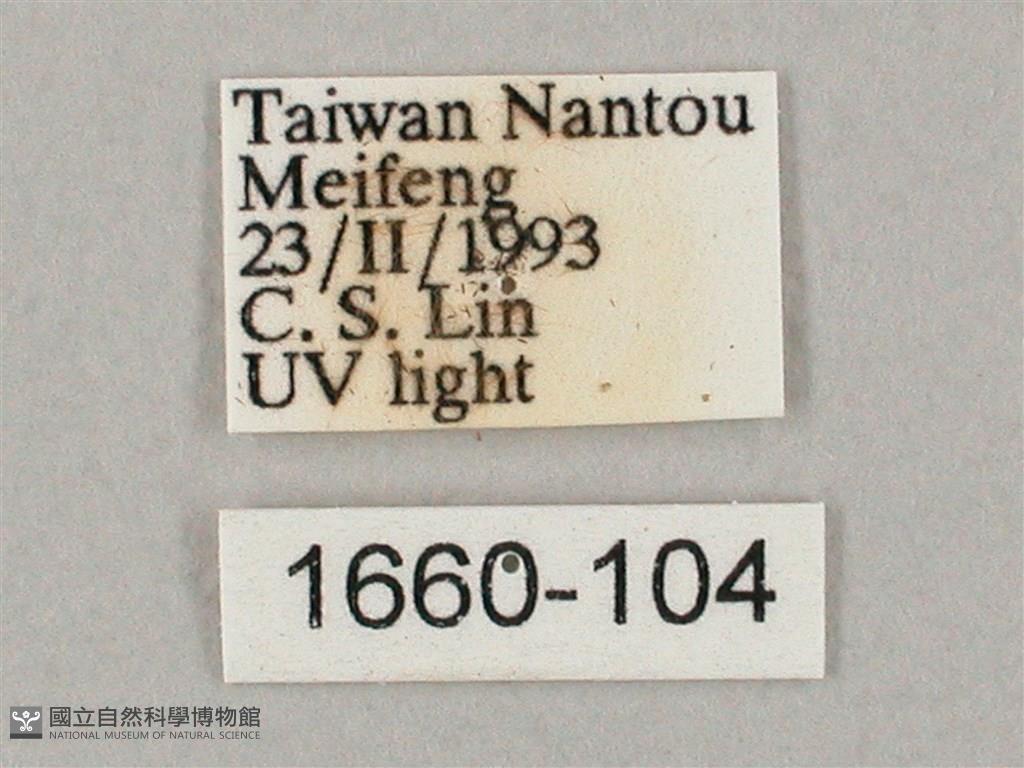 Taiwan Nantou
Meifeng
23/II/1993
C. S. Lin
UV light
1660-104
國立自然科學博物館
NATIONAL MUSEUM OF NATURAL SCIENCE